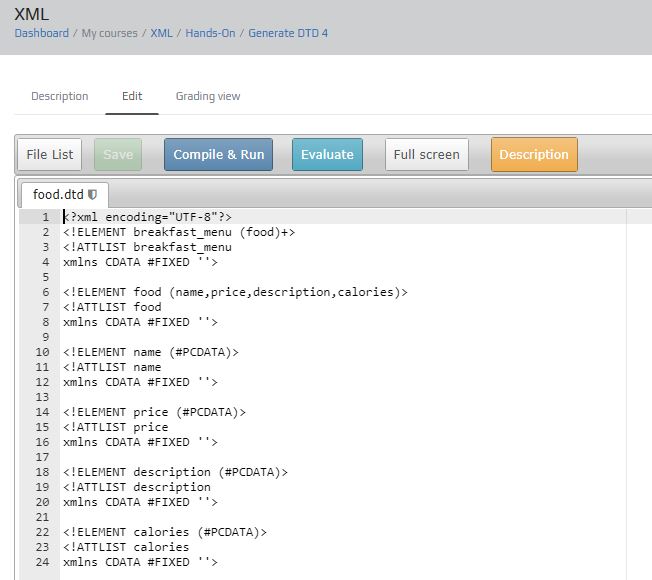 XML
Dashboard / My courses / XML / Hands-On / Generate DTD 4
Description Edit Grading view
File List Save Compile & Run Evaluate Full screen Description
food.dtd
1 <?xml encoding="UTF-8"?>
2 <!ELEMENT breakfast_menu (food)+>
3 <!ATTLIST breakfast_menu
4 xmlns CDATA #FIXED ''>
5
6 <!ELEMENT food (name,price,description,calories)>
7 <!ATTLIST food
8 xmlns CDATA #FIXED ''>
9
10 <!ELEMENT name (#PCDATA)>
11 <!ATTLIST name
12 xmlns CDATA #FIXED ''>
13
14 <!ELEMENT price (#PCDATA)>
15 <!ATTLIST price
16 xmlns CDATA #FIXED ''>
17
18 <!ELEMENT description (#PCDATA)>
19 <!ATTLIST description
20 xmlns CDATA #FIXED ''>
21
22 <!ELEMENT calories (#PCDATA)>
23 <!ATTLIST calories
24 xmlns CDATA #FIXED ''>